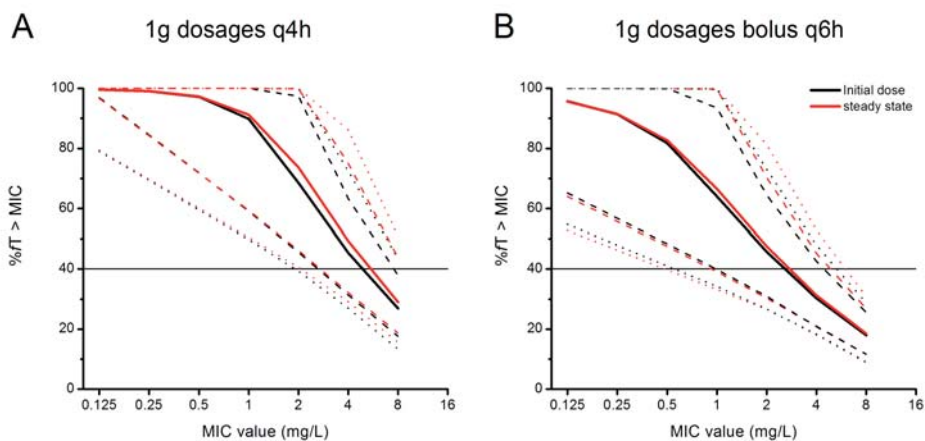 A
1g dosages q4h
100
80
60
40
20
0
%fT > MIC
0.125 0.25 0.5 1 2 4 8 16
MIC value (mg/L)
B
1g dosages bolus q6h
Initial dose
steady state
100
80
60
40
20
0
%fT > MIC
0.125 0.25 0.5 1 2 4 8 16
MIC value (mg/L)